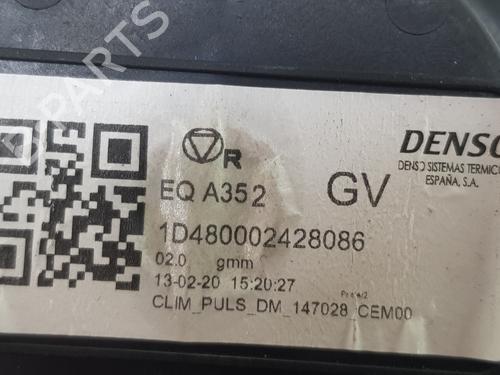 R
DENSO
DENSO SISTEMAS TERMICOS
ESPAÑA, S.A.
EQ A352
GV
1D480002428086
02.0 gmm
13-02-20 15:20:27
CLIM_PULS_DM_147028_CEM00
B-PARTS